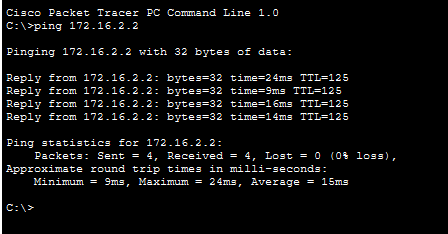 Cisco Packet Tracer PC Command Line 1.0
C:\>ping 172.16.2.2
Pinging 172.16.2.2 with 32 bytes of data:
Reply from 172.16.2.2: bytes=32 time=24ms TTL=125
Reply from 172.16.2.2: bytes=32 time=9ms TTL=125
Reply from 172.16.2.2: bytes=32 time=16ms TTL=125
Reply from 172.16.2.2: bytes=32 time=14ms TTL=125
Ping statistics for 172.16.2.2:
Packets: Sent = 4, Received = 4, Lost = 0 (0% loss),
Approximate round trip times in milli-seconds:
Minimum = 9ms, Maximum = 24ms, Average = 15ms
C:\>